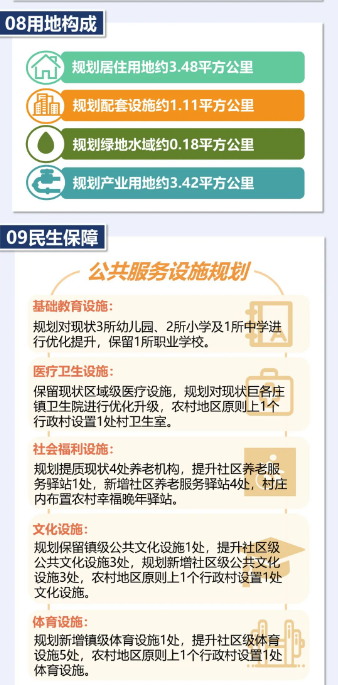 08用地构成
规划居住用地约3.48平方公里
规划配套设施约1.11平方公里
规划绿地水域约0.18平方公里
规划产业用地约3.42平方公里
09民生保障
公共服务设施规划
基础教育设施：
规划对现状3所幼儿园、2所小学及1所中学进
行优化提升，保留1所职业学校。
医疗卫生设施：
保留现状区域级医疗设施，规划对现状巨各庄
镇卫生院进行优化升级，农村地区原则上1个
行政村设置1处村卫生室。
社会福利设施：
规划提质现状4处养老机构，提升社区养老服
务驿站1处，新增社区养老服务驿站4处，村庄
内布置农村幸福晚年驿站。
文化设施：
规划保留镇级公共文化设施1处，提升社区级
公共文化设施3处，规划新增社区级公共文化
设施3处，农村地区原则上1个行政村设置1处
文化设施。
体育设施：
规划新增镇级体育设施1处，提升社区级体育
设施5处，农村地区原则上1个行政村设置1处
体育设施。